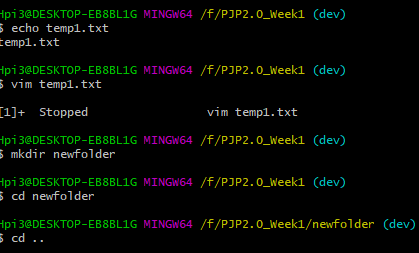 Hpi3@DESKTOP-EB8BL1G MINGW64 /f/PJP2.0_Week1 (dev)
$ echo temp1.txt
temp1.txt
Hpi3@DESKTOP-EB8BL1G MINGW64 /f/PJP2.0_Week1 (dev)
$ vim temp1.txt
[1]+  Stopped                 vim temp1.txt
Hpi3@DESKTOP-EB8BL1G MINGW64 /f/PJP2.0_Week1 (dev)
$ mkdir newfolder
Hpi3@DESKTOP-EB8BL1G MINGW64 /f/PJP2.0_Week1 (dev)
$ cd newfolder
Hpi3@DESKTOP-EB8BL1G MINGW64 /f/PJP2.0_Week1/newfolder (dev)
$ cd ..